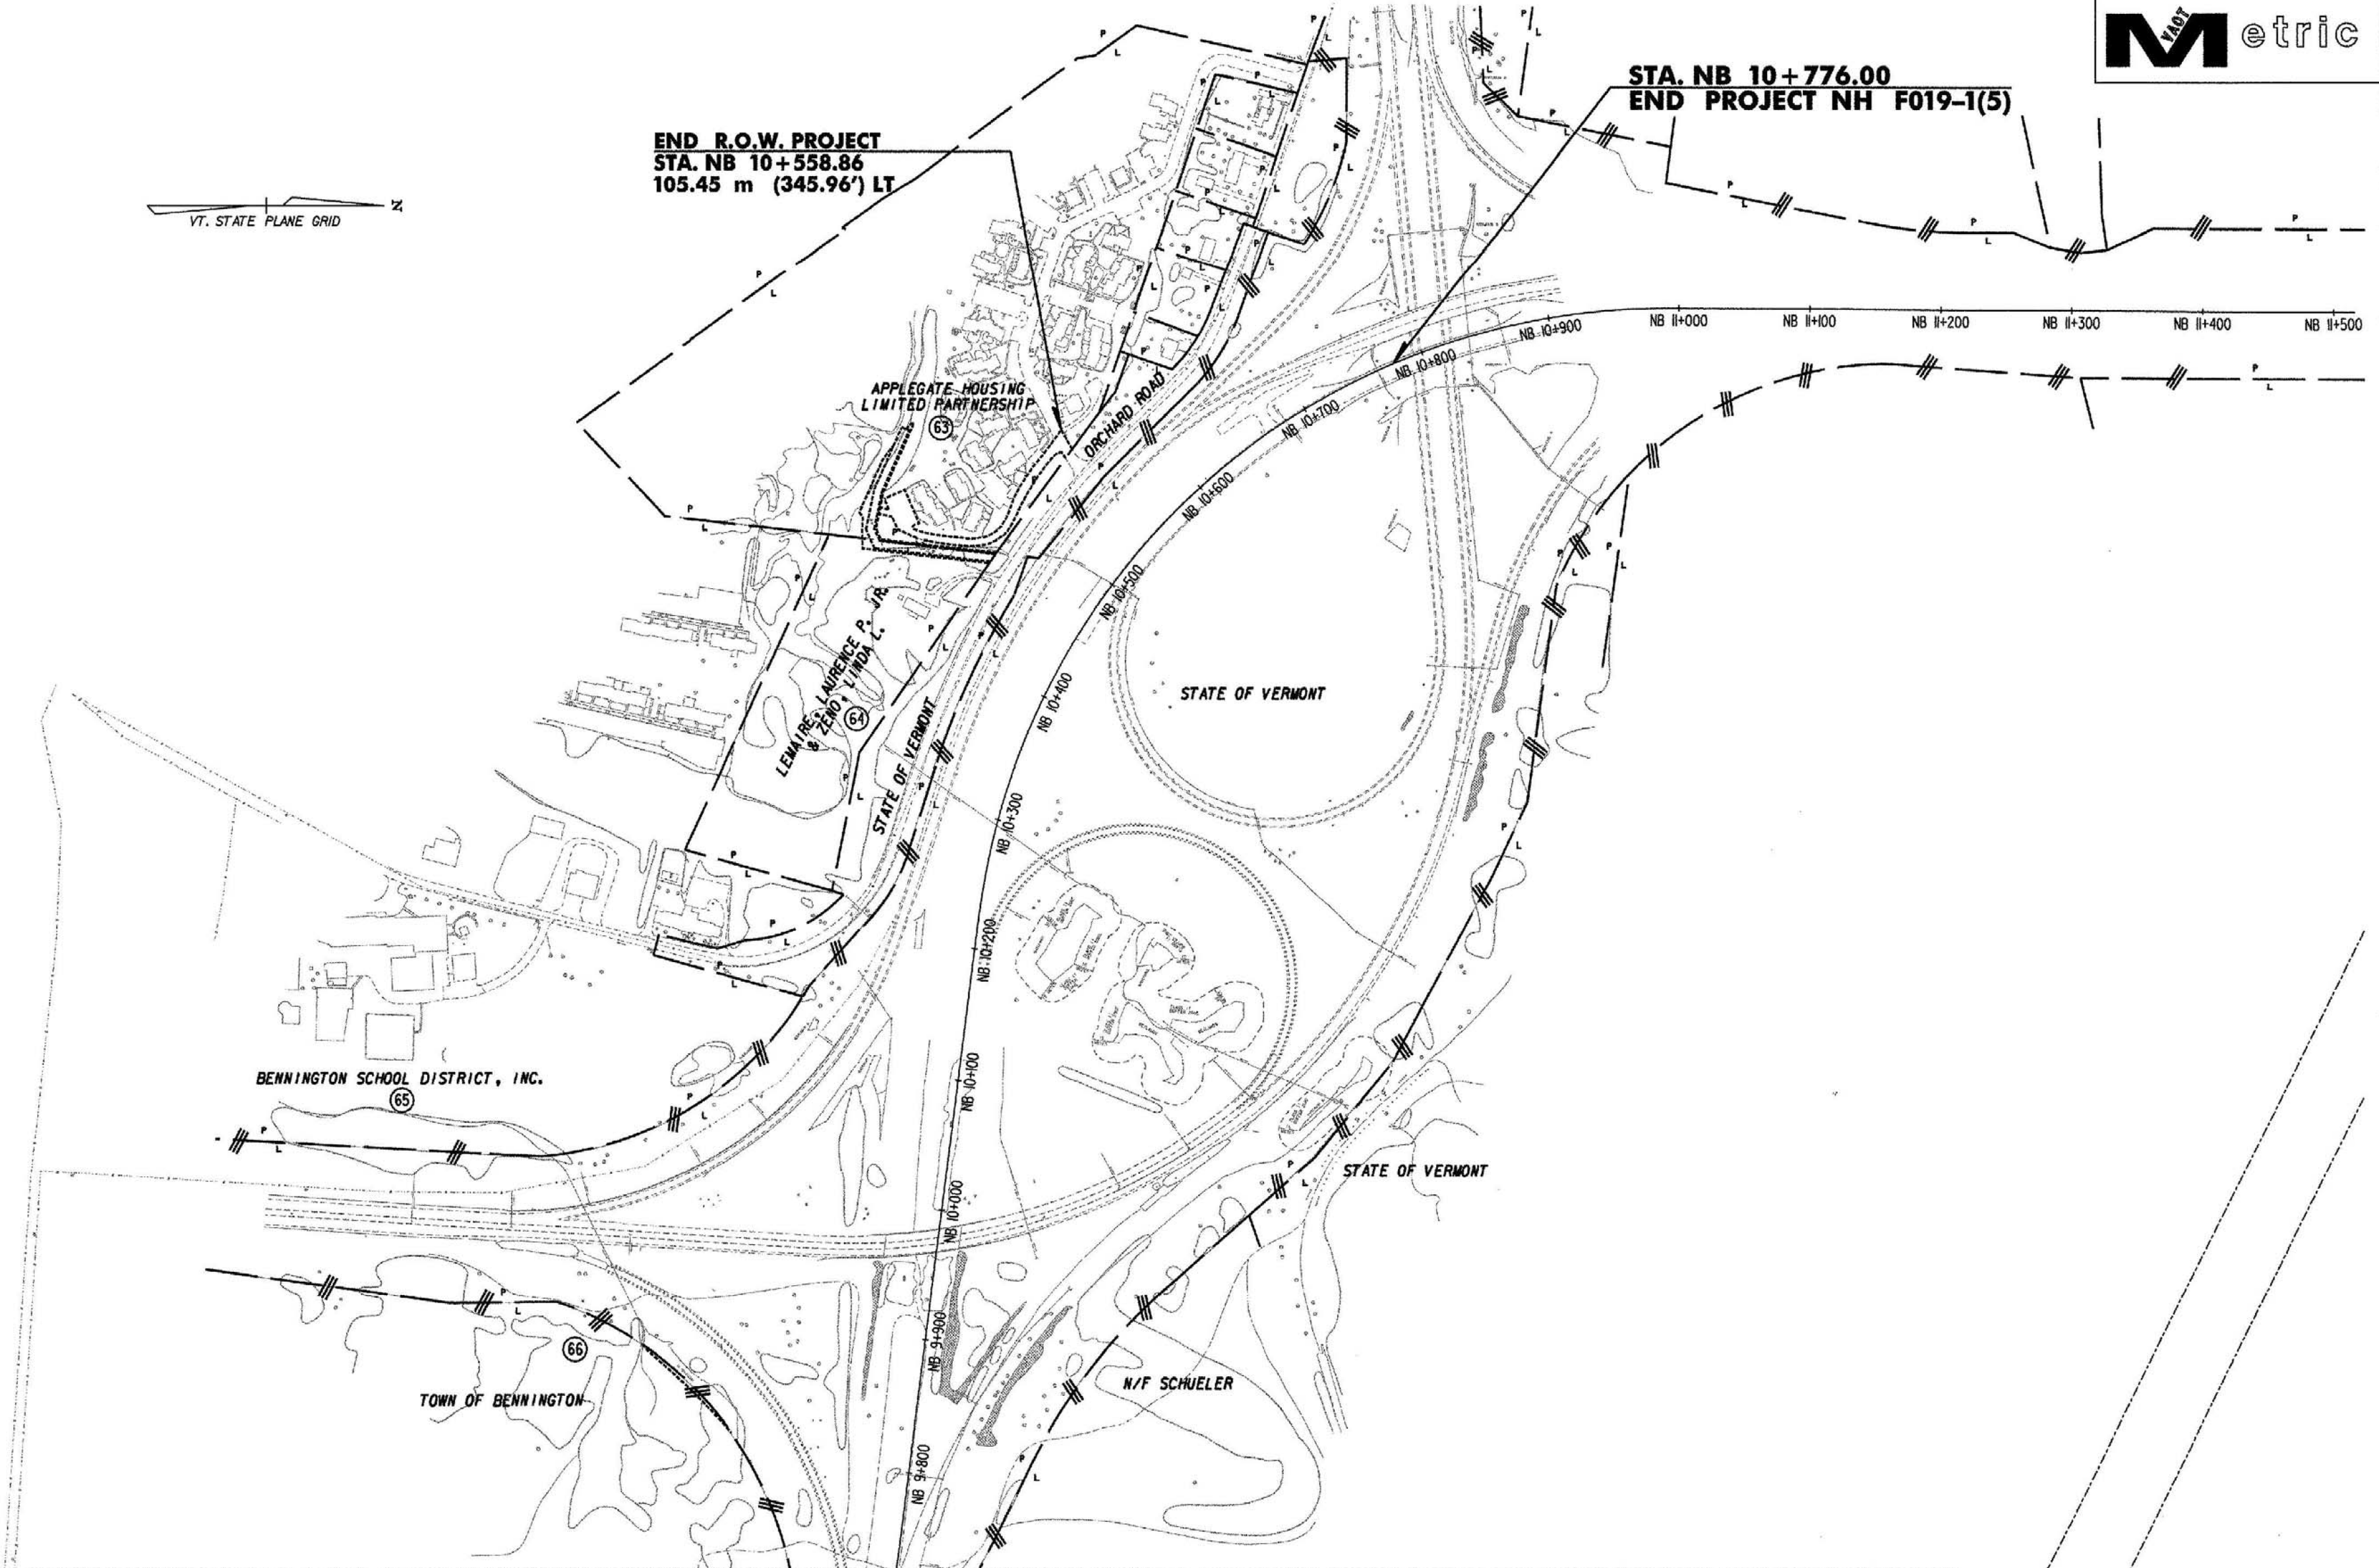 VAOT
Metric
STA. NB 10+776.00
END PROJECT NH F019-1(5)
END R.O.W. PROJECT
STA. NB 10+558.86
105.45 m (345.96') LT
Z
VT. STATE PLANE GRID
NB 10+900
NB 11+000
NB 11+100
NB 11+200
NB 11+300
NB 11+400
NB 11+500
NB 10+800
NB 10+700
NB 10+600
NB 10+500
NB 10+400
NB 10+300
NB 10+200
NB 10+100
NB 10+000
NB 9+900
NB 9+800
APPLEGATE HOUSING
LIMITED PARTNERSHIP
63
ORCHARD ROAD
LEMAIRE, LAURENCE P. JR.
& ZENO, LINDA L.
64
STATE OF VERMONT
STATE OF VERMONT
BENNINGTON SCHOOL DISTRICT, INC.
65
STATE OF VERMONT
66
TOWN OF BENNINGTON
N/F SCHUELER